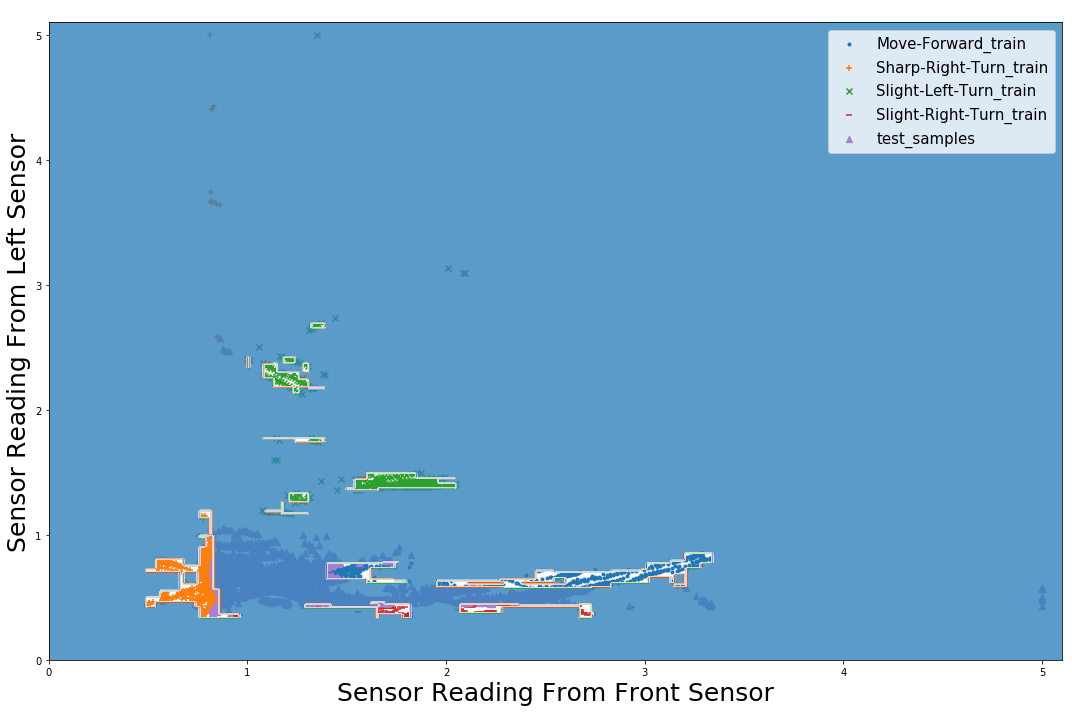 5
4
3
2
1
0
Sensor Reading From Left Sensor
Move-Forward_train
Sharp-Right-Turn_train
Slight-Left-Turn_train
Slight-Right-Turn_train
test_samples
0 1 2 3 4 5
Sensor Reading From Front Sensor